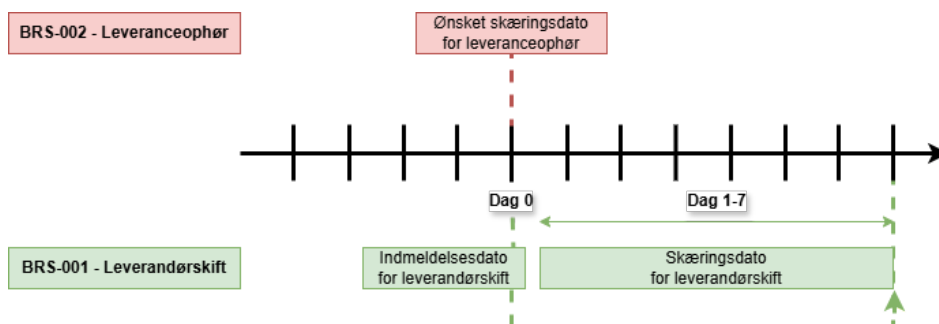 BRS-002 - Leveranceophør
Ønsket skæringsdato
for leveranceophør
Dag 0
Dag 1-7
BRS-001 - Leverandørskift
Indmeldelsesdato
for leverandørskift
Skæringsdato
for leverandørskift